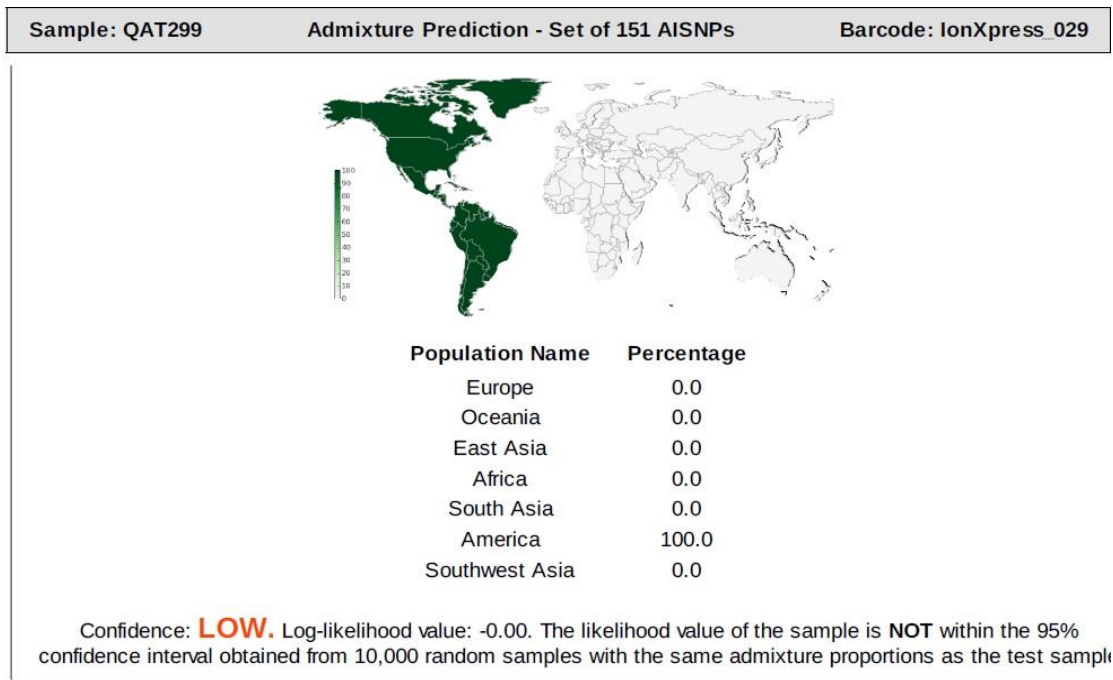 Sample: QAT299 Admixture Prediction - Set of 151 AISNPs Barcode: IonXpress_029
100
90
80
70
60
50
40
30
20
10
0
Population Name Percentage
Europe 0.0
Oceania 0.0
East Asia 0.0
Africa 0.0
South Asia 0.0
America 100.0
Southwest Asia 0.0
Confidence: LOW. Log-likelihood value: -0.00. The likelihood value of the sample is NOT within the 95%
confidence interval obtained from 10,000 random samples with the same admixture proportions as the test sample